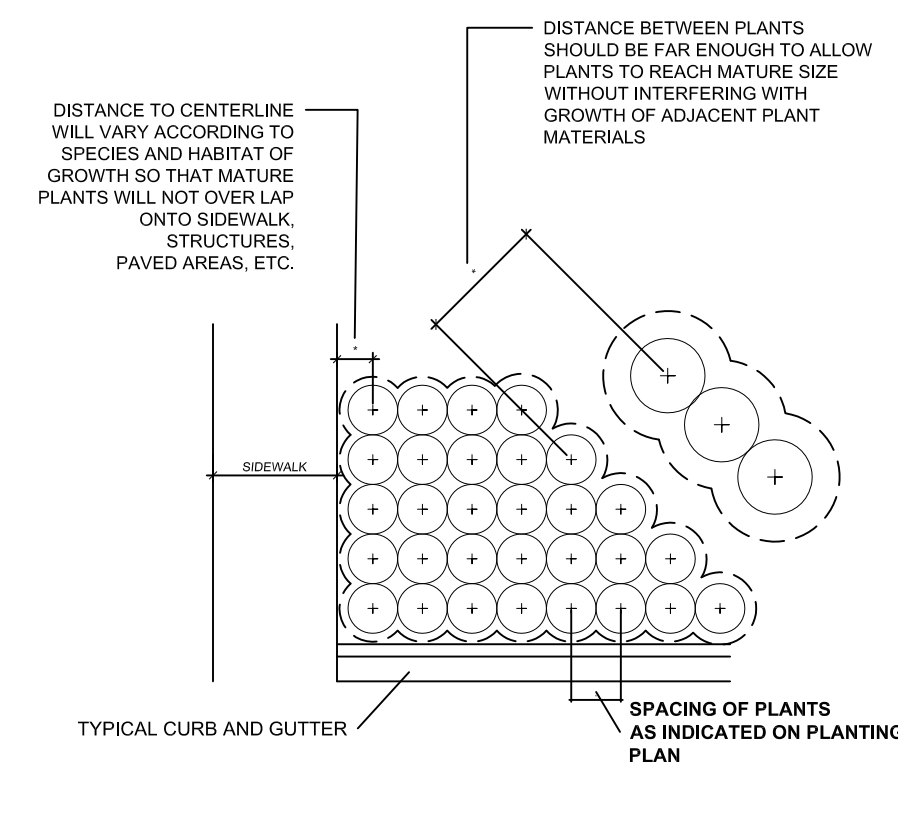 DISTANCE BETWEEN PLANTS
SHOULD BE FAR ENOUGH TO ALLOW
PLANTS TO REACH MATURE SIZE
WITHOUT INTERFERING WITH
GROWTH OF ADJACENT PLANT
MATERIALS
DISTANCE TO CENTERLINE
WILL VARY ACCORDING TO
SPECIES AND HABITAT OF
GROWTH SO THAT MATURE
PLANTS WILL NOT OVER LAP
ONTO SIDEWALK,
STRUCTURES,
PAVED AREAS, ETC.
*
*
SIDEWALK
TYPICAL CURB AND GUTTER
SPACING OF PLANTS
AS INDICATED ON PLANTING
PLAN